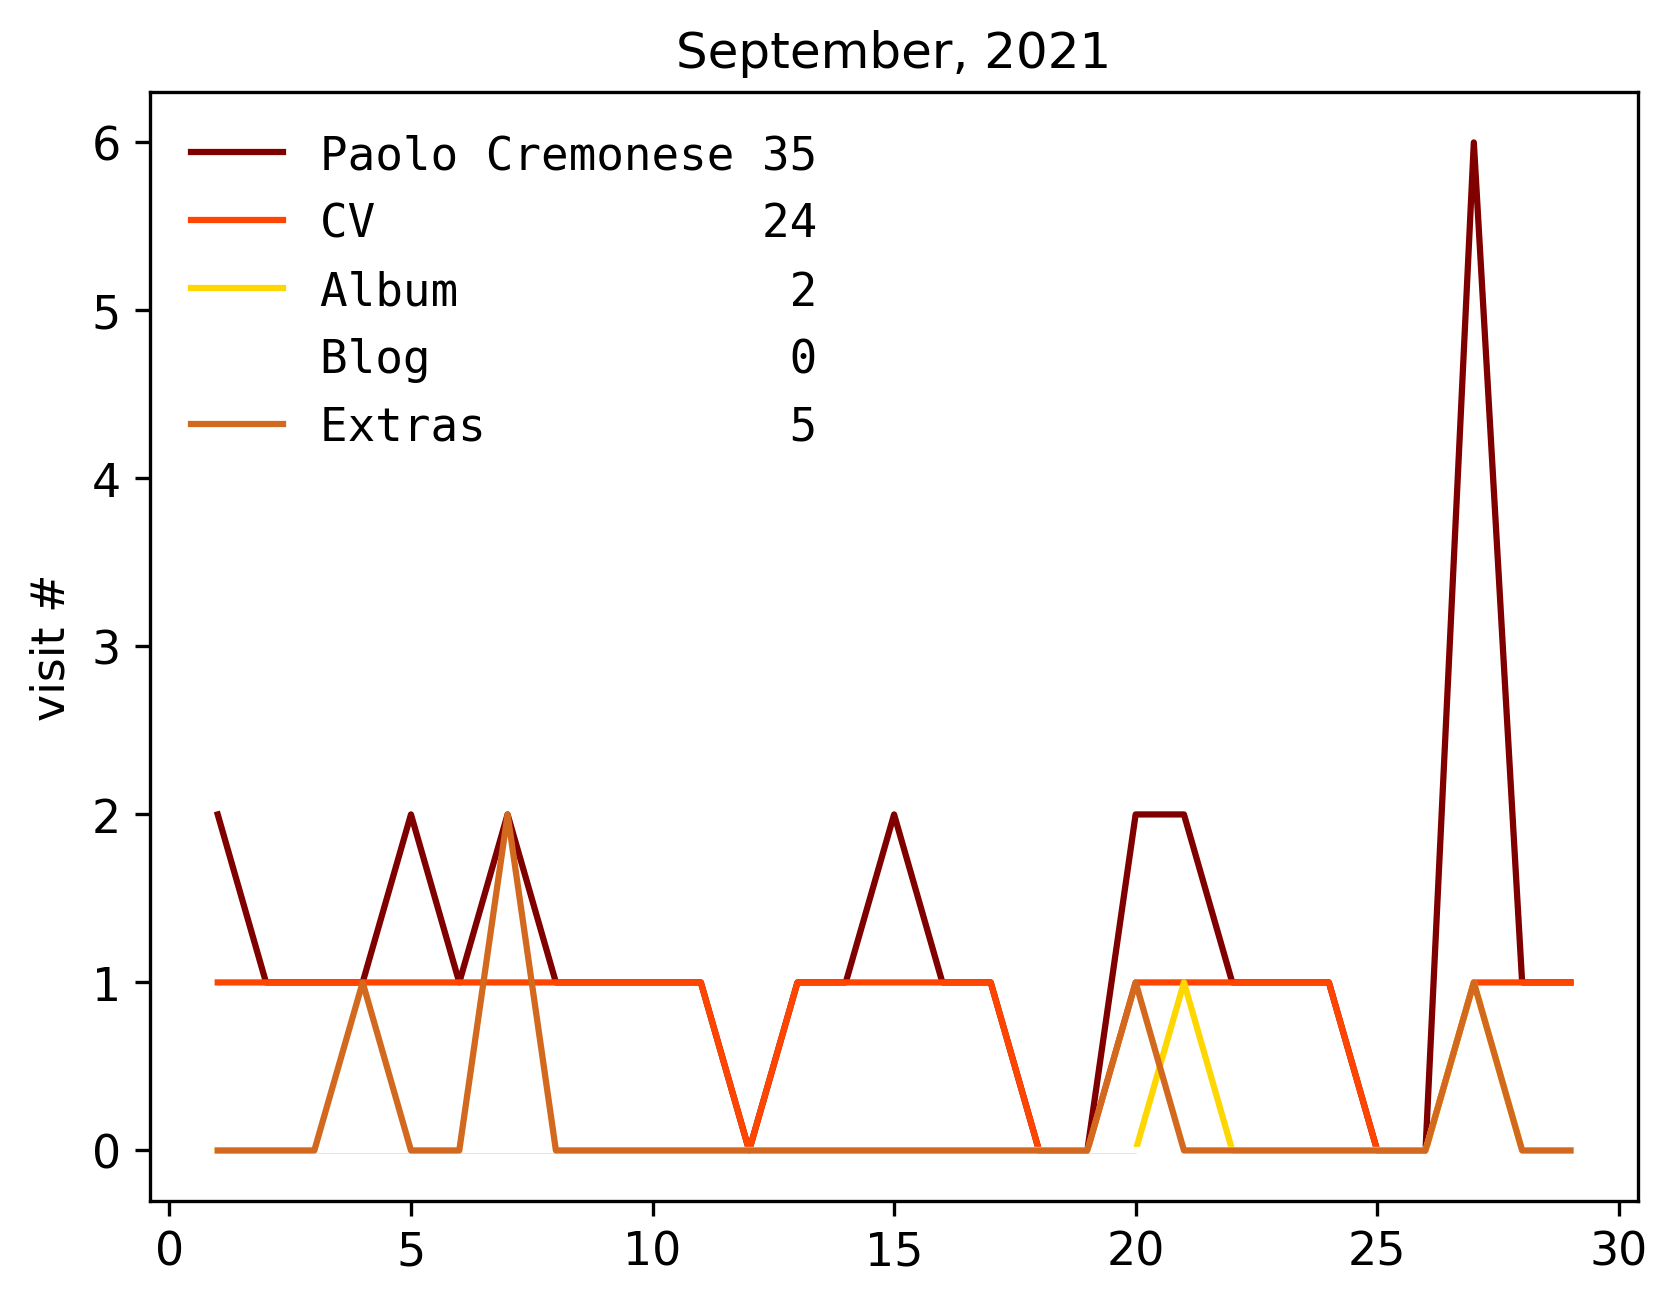 September, 2021
Paolo Cremonese 35
CV 24
Album 2
Blog 0
Extras 5
visit #
6
5
4
3
2
1
0
0 5 10 15 20 25 30